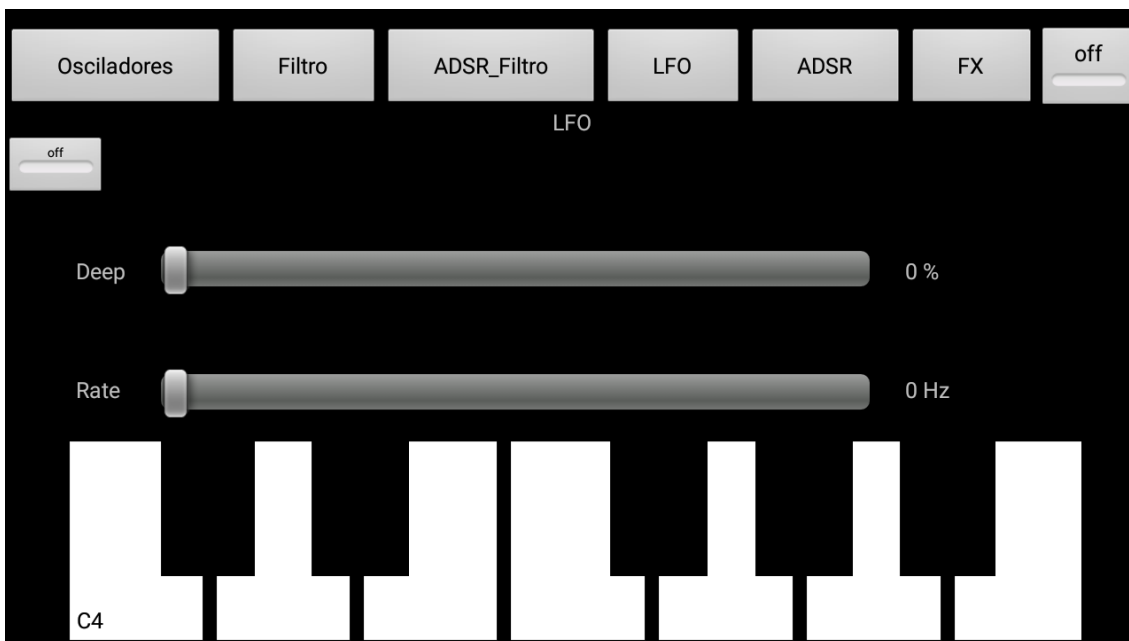 Osciladores Filtro ADSR_Filtro LFO ADSR FX off
LFO
off
Deep 0 %
Rate 0 Hz
C4